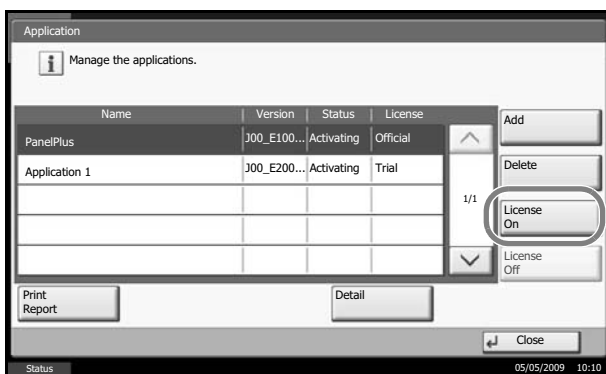 Application
Manage the applications.
Name Version Status License
PanelPlus J00_E100... Activating Official
Application 1 J00_E200... Activating Trial
1/1
Add
Delete
License
On
License
Off
Print
Report
Detail
Close
Status 05/05/2009 10:10